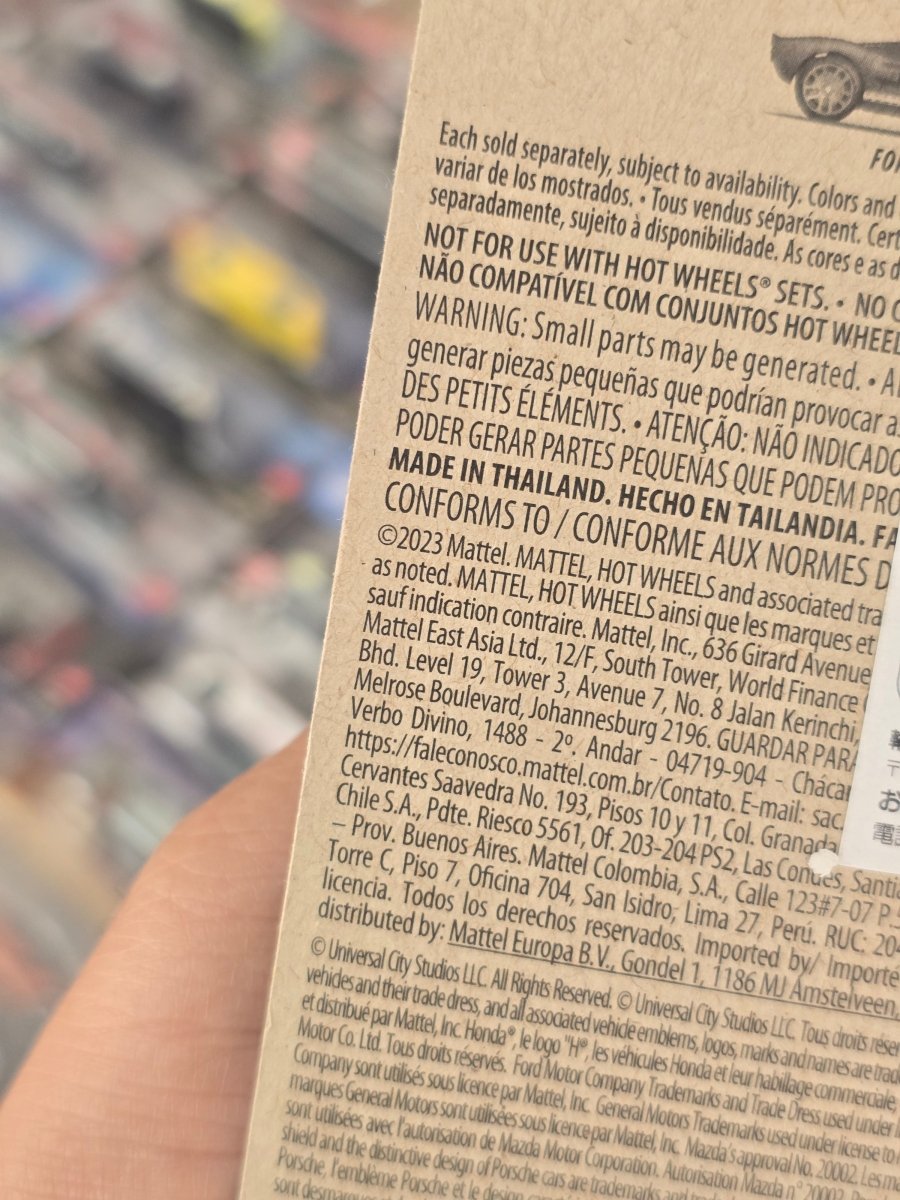 FO
Each sold separately, subject to availability. Colors and
variar de los mostrados. • Tous vendus séparément. Cert
separadamente, sujeito à disponibilidade. As cores e as d
NOT FOR USE WITH HOT WHEELS® SETS. • NO C
NÃO COMPATÍVEL COM CONJUNTOS HOT WHEEL
WARNING: Small parts may be generated. • A
generar piezas pequeñas que podrían provocar a
DES PETITS ÉLÉMENTS. • ATENÇÃO: NÃO INDICADO
PODER GERAR PARTES PEQUENAS QUE PODEM PRO
MADE IN THAILAND. HECHO EN TAILANDIA. FA
CONFORMS TO / CONFORME AUX NORMES D
©2023 Mattel. MATTEL, HOT WHEELS and associated tra
as noted. MATTEL, HOT WHEELS ainsi que les marques et
sauf indication contraire. Mattel, Inc., 636 Girard Avenue
Mattel East Asia Ltd., 12/F, South Tower, World Finance
Bhd. Level 19, Tower 3, Avenue 7, No. 8 Jalan Kerinchi,
Melrose Boulevard, Johannesburg 2196. GUARDAR PARA
Verbo Divino, 1488 - 2º. Andar - 04719-904 - Chácar
https://faleconosco.mattel.com.br/Contato. E-mail: sac.
Cervantes Saavedra No. 193, Pisos 10 y 11, Col. Granada
Chile S.A., Pdte. Riesco 5561, Of. 203-204 PS2, Las Condes, Santi
– Prov. Buenos Aires. Mattel Colombia, S.A., Calle 123#7-07 P.
Torre C, Piso 7, Oficina 704, San Isidro, Lima 27, Perú. RUC: 204
licencia. Todos los derechos reservados. Imported by/ Importé
distributed by: Mattel Europa B.V., Gondel 1, 1186 MJ Amstelveen,
© Universal City Studios LLC. All Rights Reserved. © Universal City Studios LLC. Tous droits réser
vehicles and their trade dress, and all associated vehicle emblems, logos, marks and names are trad
et distribué par Mattel, Inc. Honda®, le logo "H®, les véhicules Honda et leur habillage commerciale,
Motor Co. Ltd. Tous droits réservés. Ford Motor Company Trademarks and Trade Dress used under
Company sont utilisés sous licence par Mattel, Inc. General Motors Trademarks used under license to
marques General Motors sont utilisées sous licence par Mattel, Inc. Mazda's approval No. 20002. Les m
sont utilisées avec l'autorisation de Mazda Motor Corporation. Autorisation Mazda n° 20002.
shield and the distinctive design of Porsche cars are trademarks and
Porsche, l'emblème Porsche et le design
お
電話